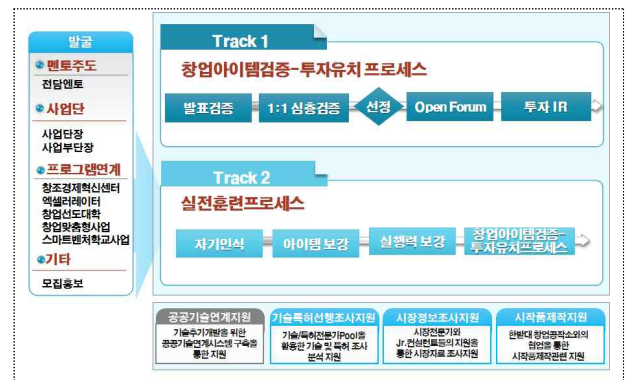 발굴
멘토주도
전담멘토
사업단
사업단장
사업부단장
프로그램연계
창조경제혁신센터
엑셀러레이터
창업선도대학
창업맞춤형사업
스마트벤처학교사업
기타
모집홍보
Track 1
창업아이템검증-투자유치 프로세스
발표검증
1:1 심층검증
선정
Open Forum
투자 IR
Track 2
실전훈련프로세스
자기인식
아이템 보강
실행력 보강
창업아이템검증-
투자유치프로세스
공공기술연계지원
기술추가개발을 위한
공공기술연계시스템 구축을
통한 지원
기술특허선행조사지원
기술/특허전문가Pool을
활용한 기술 및 특허 조사
분석 지원
시장정보조사지원
시장전문가와
Jr.컨설턴트들의 지원을
통한 시장자료 조사지원
시작품제작지원
한밭대 창업공작소와의
협업을 통한
시작품제작관련 지원